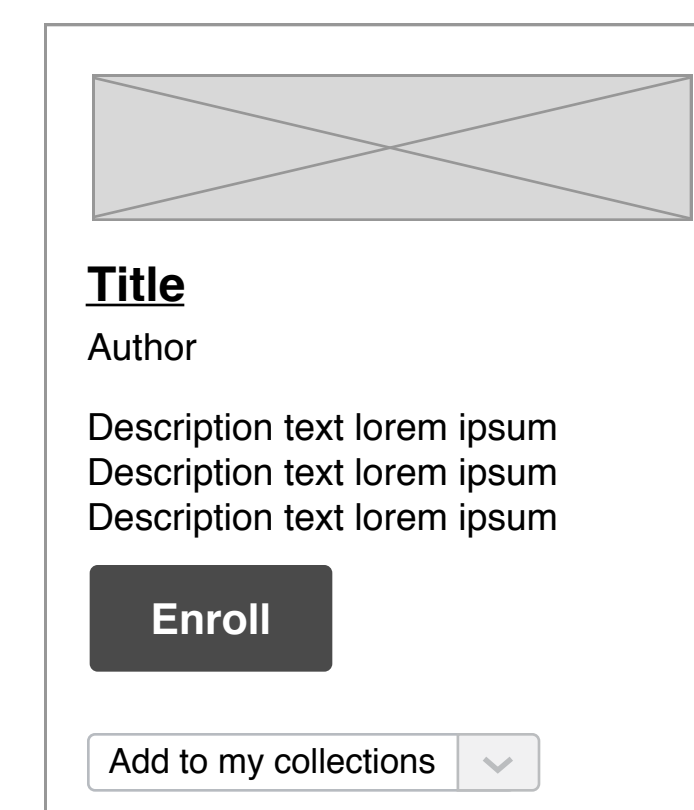 Title
Author
Description text lorem ipsum
Description text lorem ipsum
Description text lorem ipsum
Enroll
Add to my collections